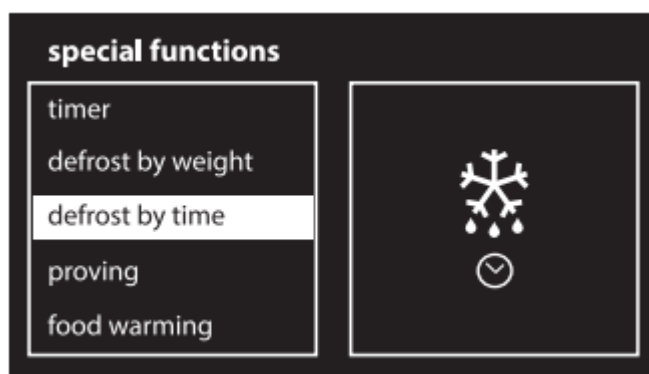 special functions
timer
defrost by weight
defrost by time
proving
food warming